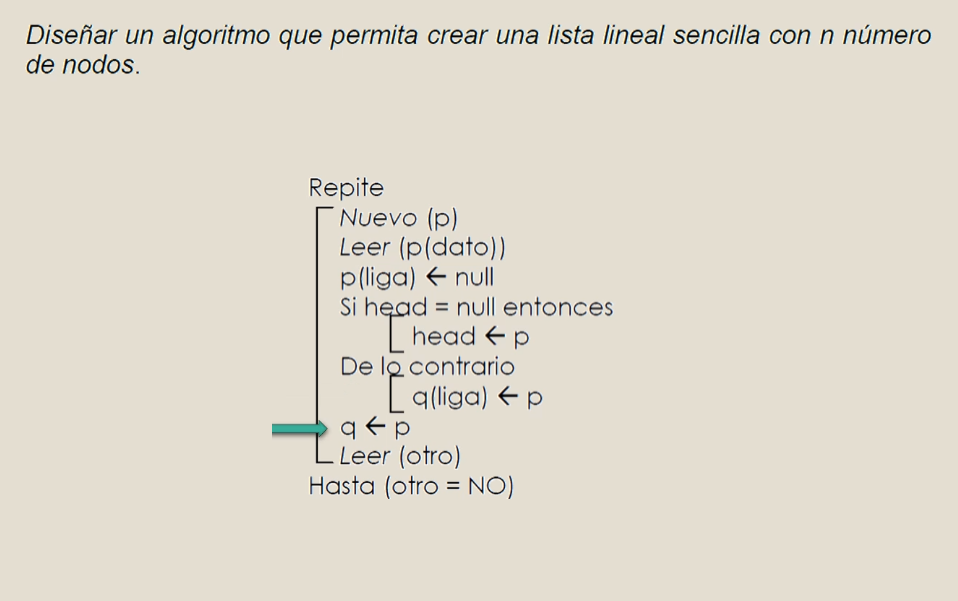 Diseñar un algoritmo que permita crear una lista lineal sencilla con n número
de nodos.
Repite
Nuevo (p)
Leer (p(dato))
p(liga) ← null
Si head = null entonces
head ← p
De lo contrario
q(liga) ← p
q ← p
Leer (otro)
Hasta (otro = NO)